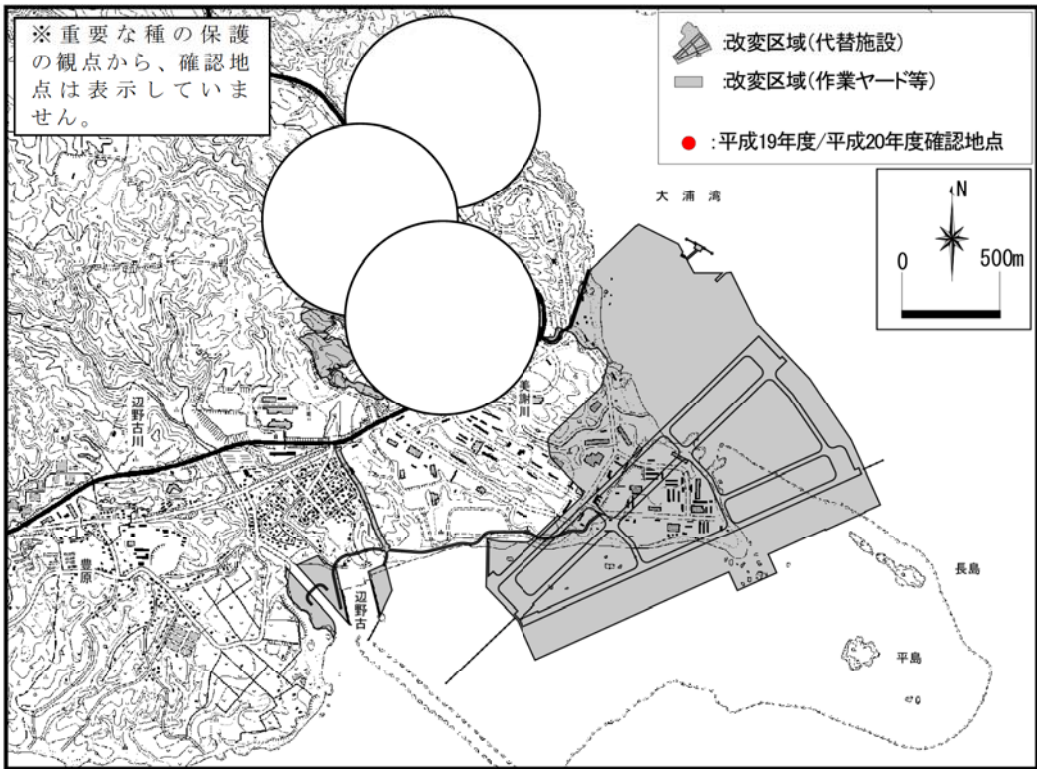 ※重要な種の保護
の観点から、確認地
点は表示していま
せん。
:改変区域(代替施設)
:改変区域(作業ヤード等)
:平成19年度/平成20年度確認地点
大浦湾
N
0 500m
美謝川
辺野古川
豊原
辺野古
長島
平島